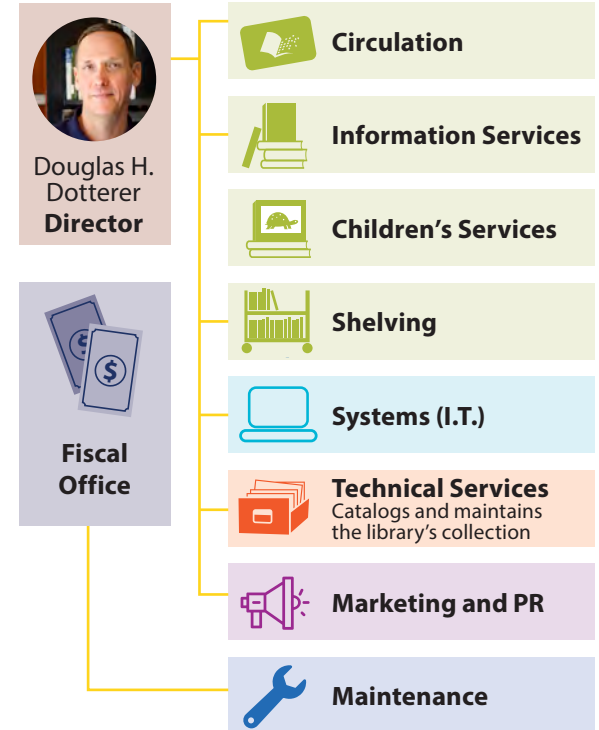 Douglas H.
Dotterer
Director
Circulation
Information Services
Children’s Services
Shelving
Systems (I.T.)
Technical Services
Catalogs and maintains
the library’s collection
Marketing and PR
$
$
Fiscal
Office
Maintenance